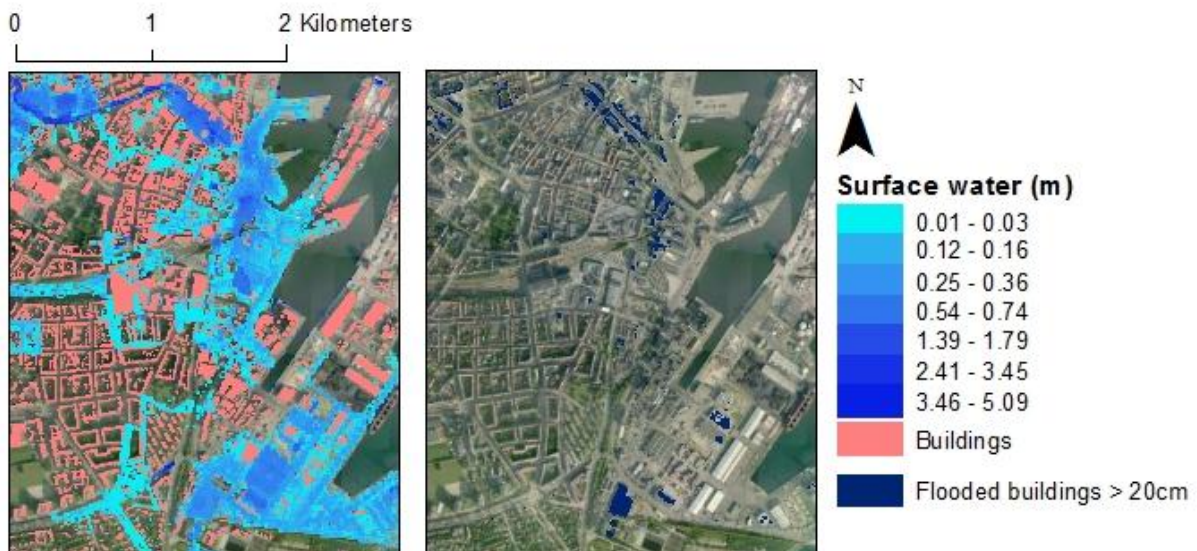 0 1 2 Kilometers
N
Surface water (m)
0.01 - 0.03
0.12 - 0.16
0.25 - 0.36
0.54 - 0.74
1.39 - 1.79
2.41 - 3.45
3.46 - 5.09
Buildings
Flooded buildings > 20cm